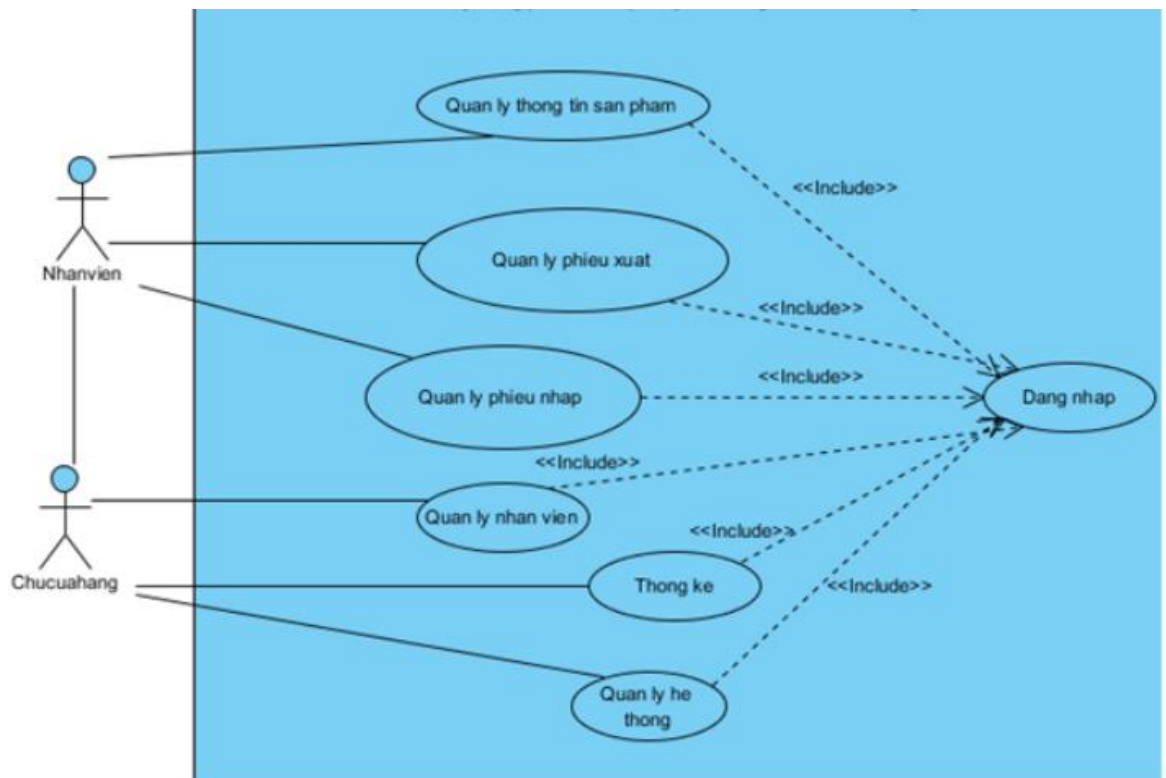 Quan ly thong tin san pham
<<Include>>
Quan ly phieu xuat
Nhanvien
<<Include>>
<<Include>>
Quan ly phieu nhap
Dang nhap
<<Include>>
Quan ly nhan vien
<<Include>>
Chucuahang
Thong ke
<<Include>>
Quan ly he
thong